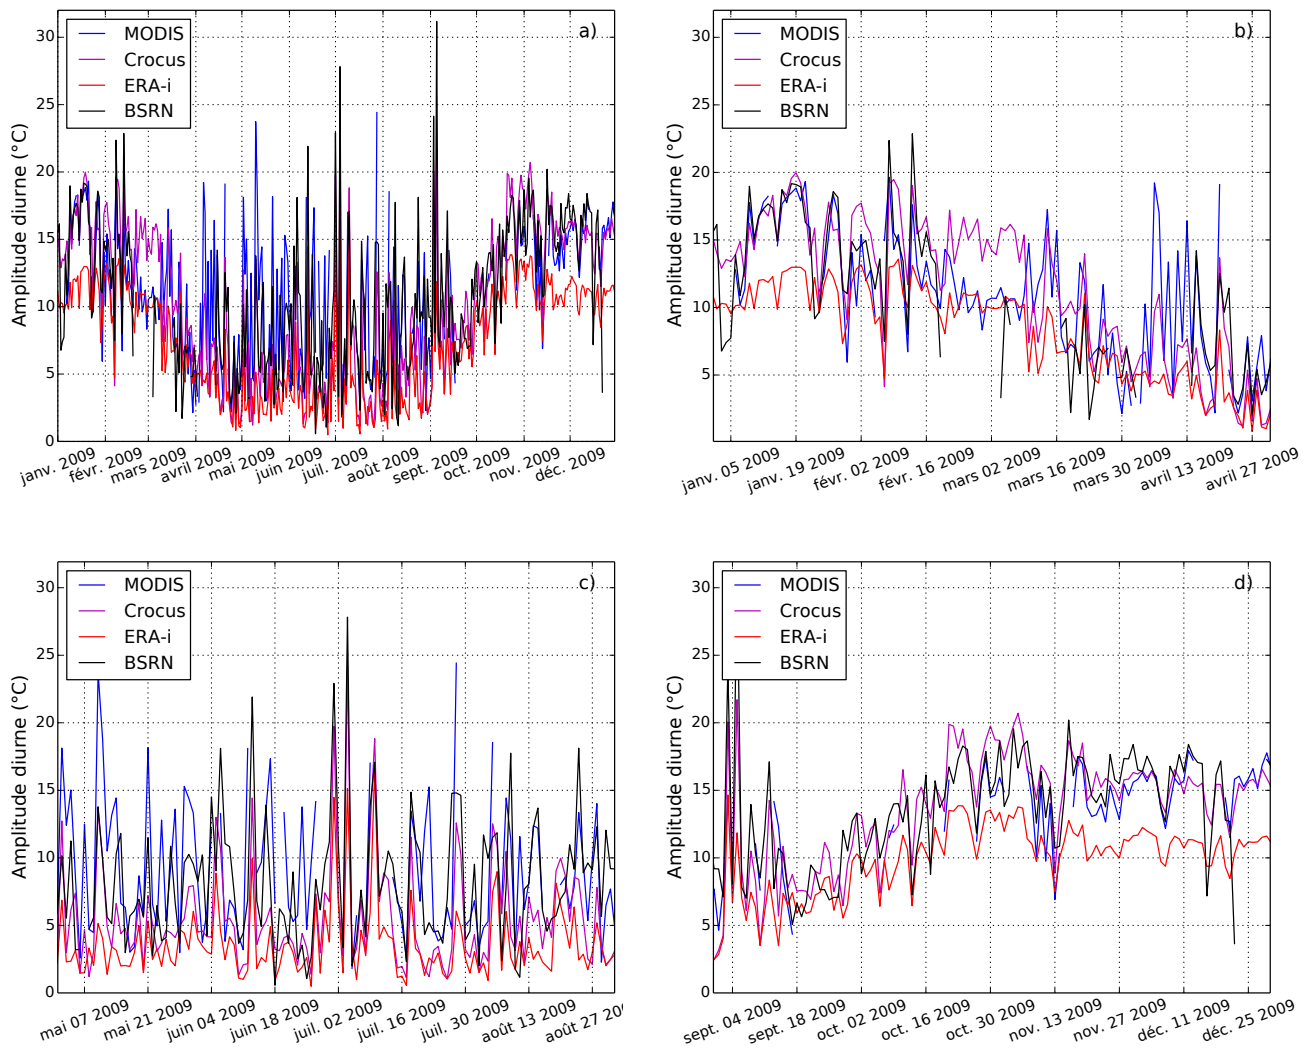 30
25
20
15
10
5
0
Amplitude diurne (°C)
MODIS
Crocus
ERA-i
BSRN
a)
janv. 2009
févr. 2009
mars 2009
avril 2009
mai 2009
juin 2009
juil. 2009
août 2009
sept. 2009
oct. 2009
nov. 2009
déc. 2009
30
25
20
15
10
5
Amplitude diurne (°C)
MODIS
Crocus
ERA-i
BSRN
b)
janv. 05 2009
janv. 19 2009
févr. 02 2009
févr. 16 2009
mars 02 2009
mars 16 2009
mars 30 2009
avril 13 2009
avril 27 2009
30
25
20
15
10
5
0
Amplitude diurne (°C)
MODIS
Crocus
ERA-i
BSRN
c)
mai 07 2009
mai 21 2009
juin 04 2009
juin 18 2009
juil. 02 2009
juil. 16 2009
juil. 30 2009
août 13 2009
août 27 2009
30
25
20
15
10
5
0
Amplitude diurne (°C)
MODIS
Crocus
ERA-i
BSRN
d)
sept. 04 2009
sept. 18 2009
oct. 02 2009
oct. 16 2009
oct. 30 2009
nov. 13 2009
nov. 27 2009
déc. 11 2009
déc. 25 2009